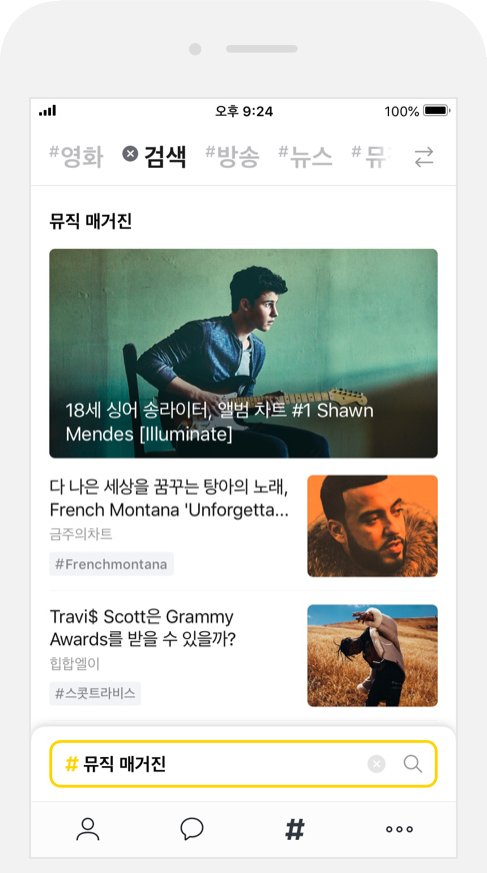 오후 9:24
100%
#영화
검색
#방송
#뉴스
#
뮤직 매거진
18세 싱어 송라이터, 앨범 차트 #1 Shawn
Mendes [Illuminate]
다 나은 세상을 꿈꾸는 탕아의 노래,
French Montana 'Unforgetta...
금주의차트
#Frenchmontana
Travi$ Scott은 Grammy
Awards를 받을 수 있을까?
힙합엘이
#스콧트라비스
# 뮤직 매거진
#